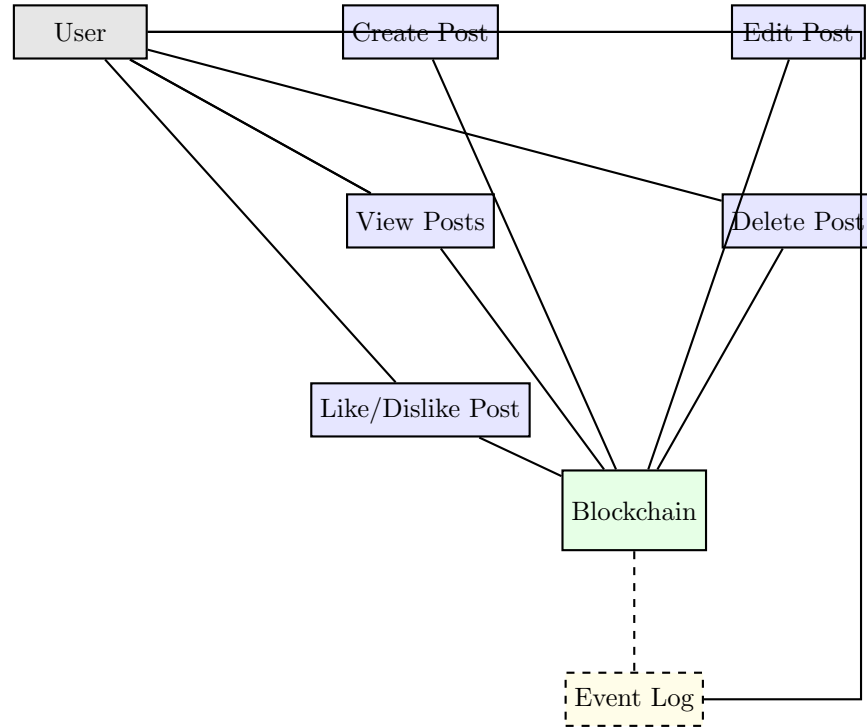 User
Create Post
Edit Post
View Posts
Delete Post
Like/Dislike Post
Blockchain
Event Log